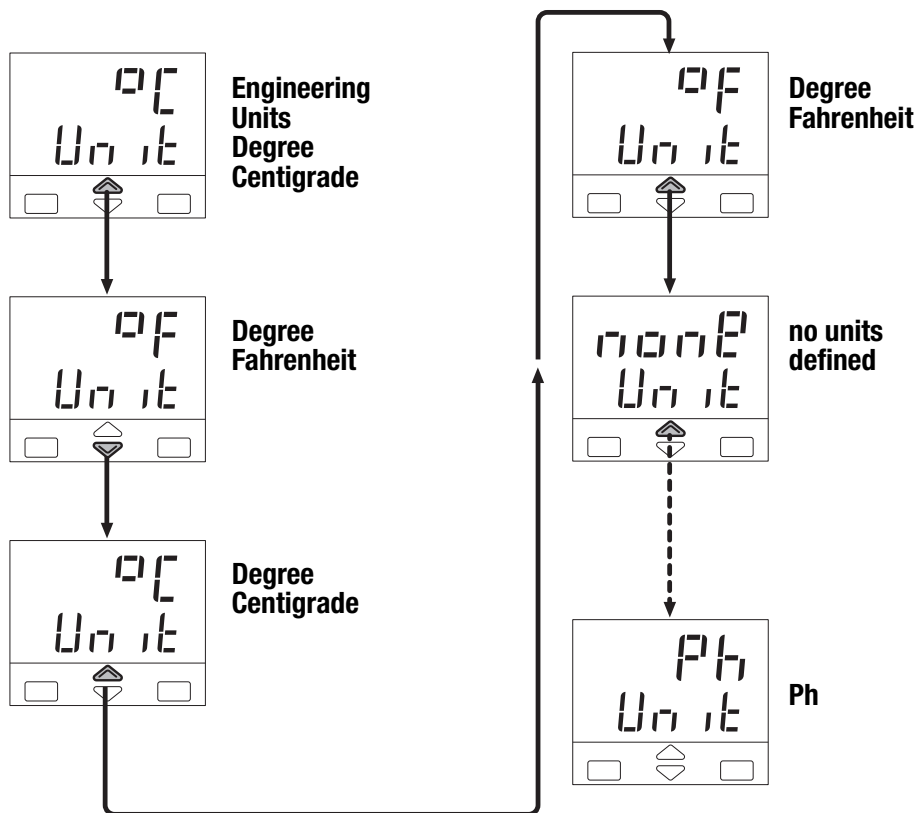 °C
Unit
Engineering
Units
Degree
Centigrade
°F
Unit
Degree
Fahrenheit
°C
Unit
Degree
Centigrade
°F
Unit
Degree
Fahrenheit
nonE
Unit
no units
defined
Ph
Unit
Ph